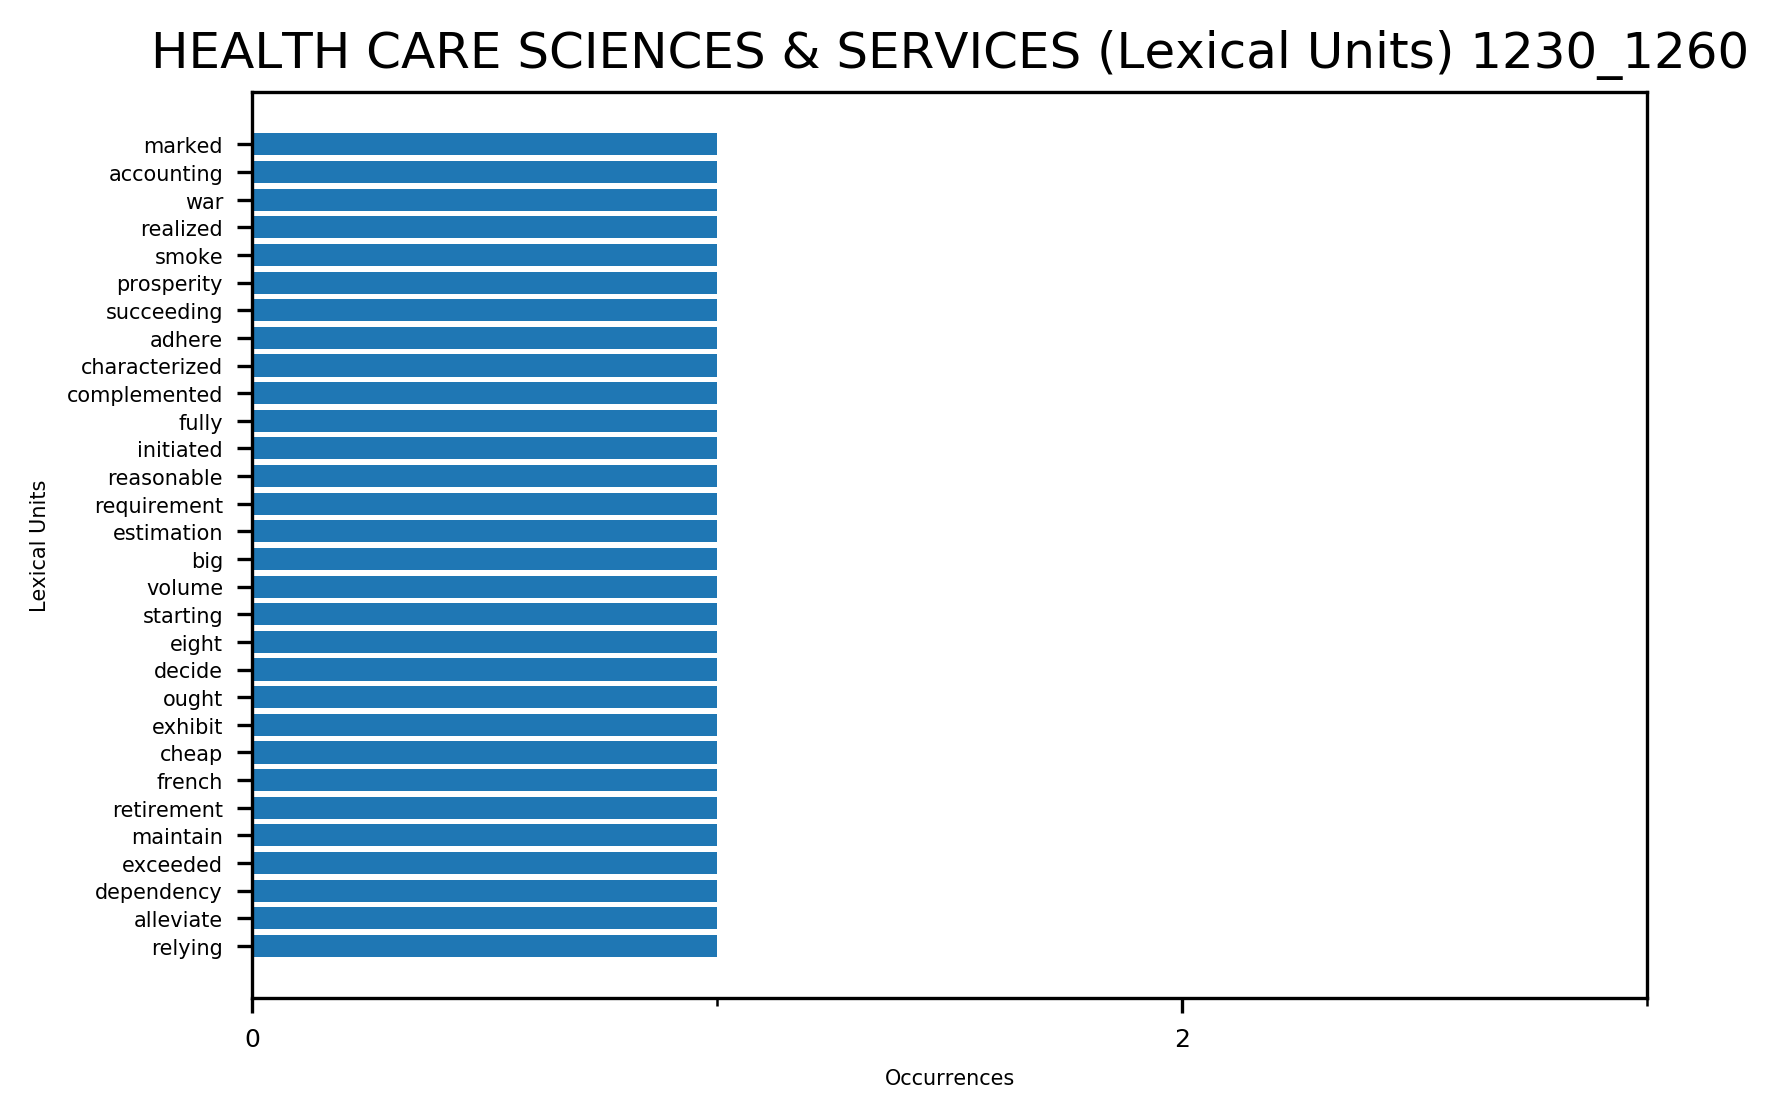 HEALTH CARE SCIENCES & SERVICES (Lexical Units) 1230_1260
marked
accounting
war
realized
smoke
prosperity
succeeding
adhere
characterized
complemented
fully
initiated
reasonable
requirement
estimation
big
volume
starting
eight
decide
ought
exhibit
cheap
french
retirement
maintain
exceeded
dependency
alleviate
relying
Lexical Units
0 2
Occurrences